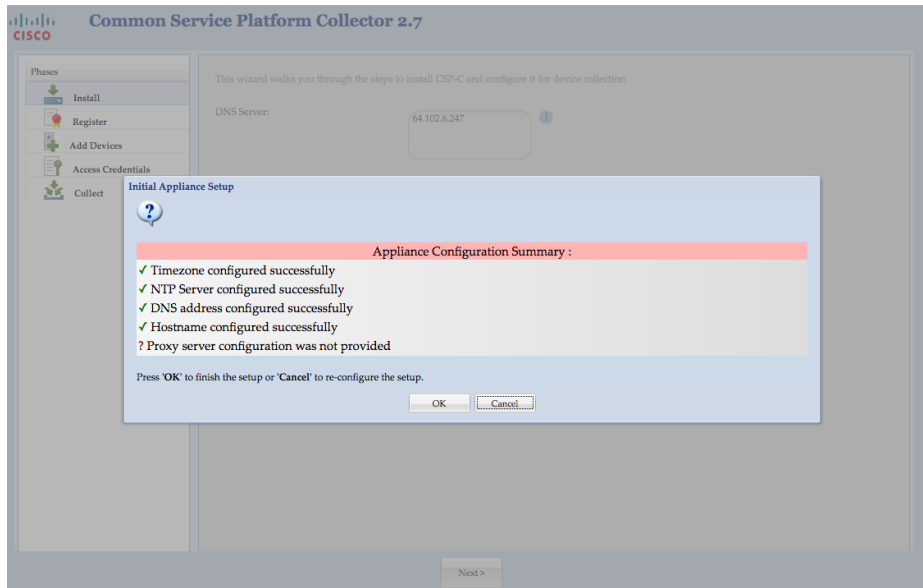 CISCO
Common Service Platform Collector 2.7
Phases
Install
Register
Add Devices
Access Credentials
Collect
This wizard walks you through the steps to install CSP-C and configure it for device collection.
DNS Server:
64.102.6.247
Initial Appliance Setup
Appliance Configuration Summary :
✓ Timezone configured successfully
✓ NTP Server configured successfully
✓ DNS address configured successfully
✓ Hostname configured successfully
? Proxy server configuration was not provided
Press 'OK' to finish the setup or 'Cancel' to re-configure the setup.
OK
Cancel
Next >